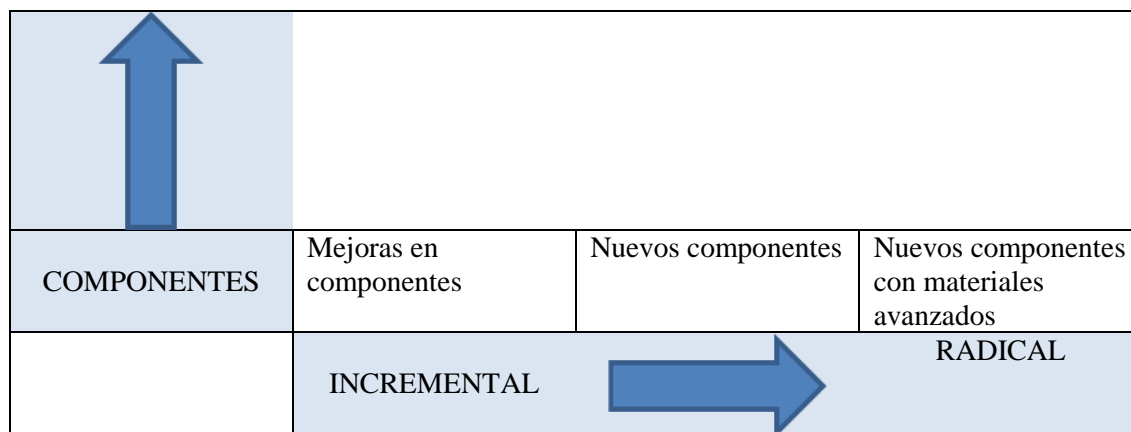 COMPONENTES
Mejoras en
componentes
Nuevos componentes
Nuevos componentes
con materiales
avanzados
INCREMENTAL
RADICAL